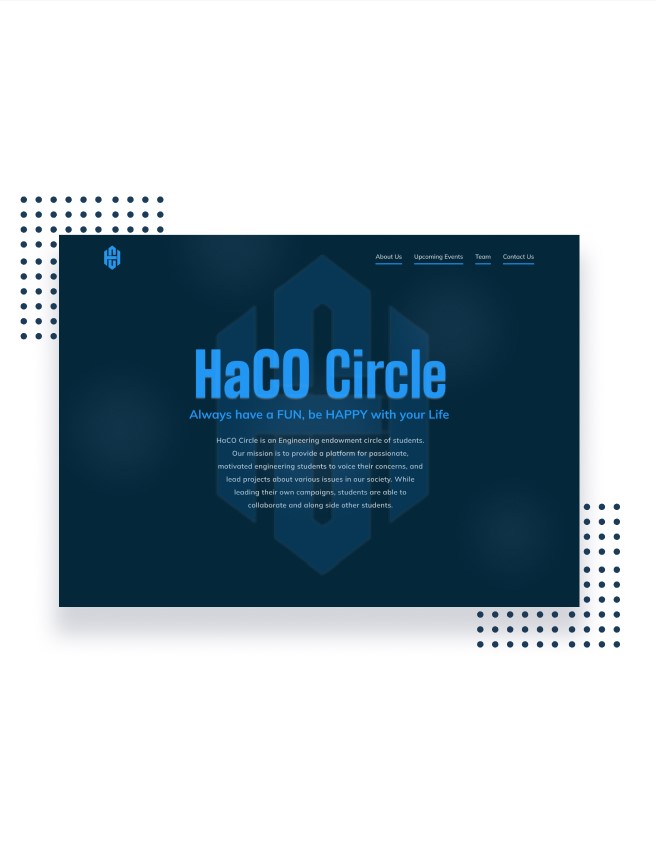 About Us Upcoming Events Team Contact Us
HaCO Circle
Always have a FUN, be HAPPY with your Life
HaCO Circle is an Engineering endowment circle of students.
Our mission is to provide a platform for passionate,
motivated engineering students to voice their concerns, and
lead projects about various issues in our society. While
leading their own campaigns, students are able to
collaborate and along side other students.